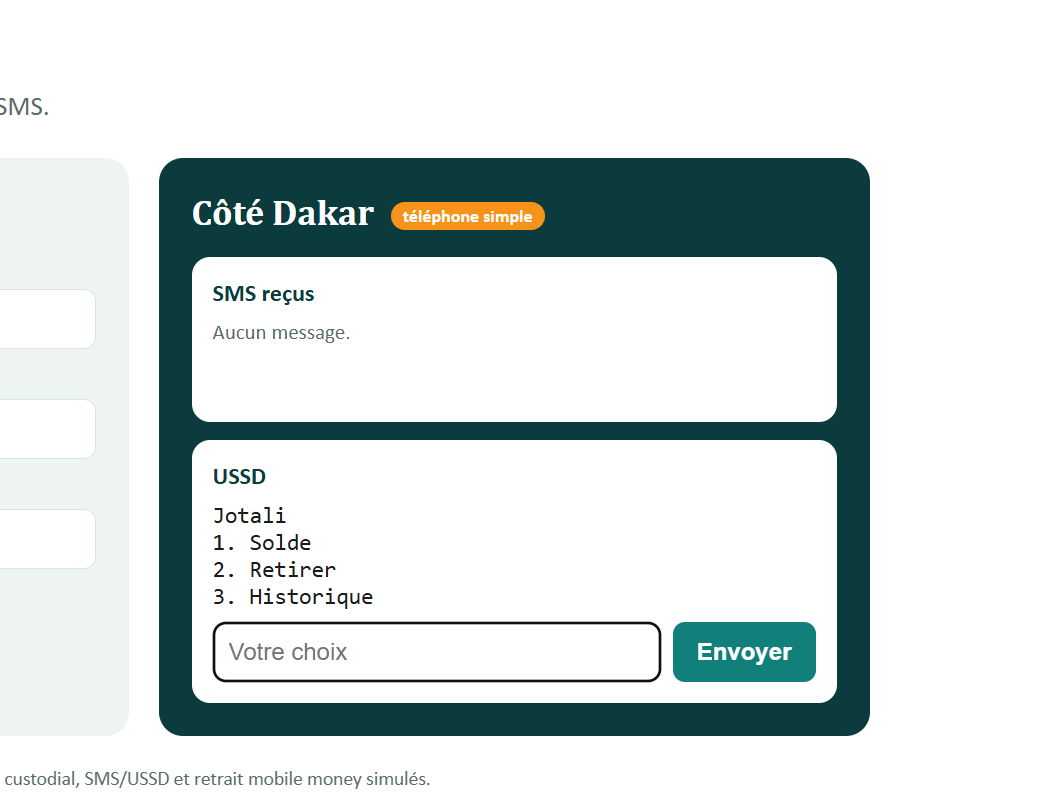 SMS.
Côté Dakar
téléphone simple
SMS reçus
Aucun message.
USSD
Jotali
1. Solde
2. Retirer
3. Historique
Votre choix
Envoyer
custodial, SMS/USSD et retrait mobile money simulés.